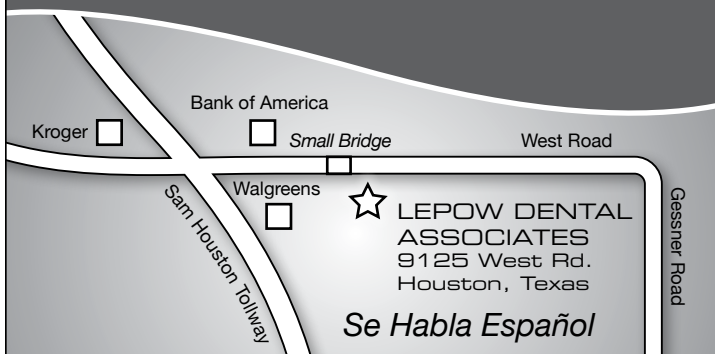 Bank of America
Kroger
Small Bridge
West Road
Walgreens
Sam Houston Tollway
Gessner Road
LEPOW DENTAL
ASSOCIATES
9125 West Rd.
Houston, Texas
Se Habla Español